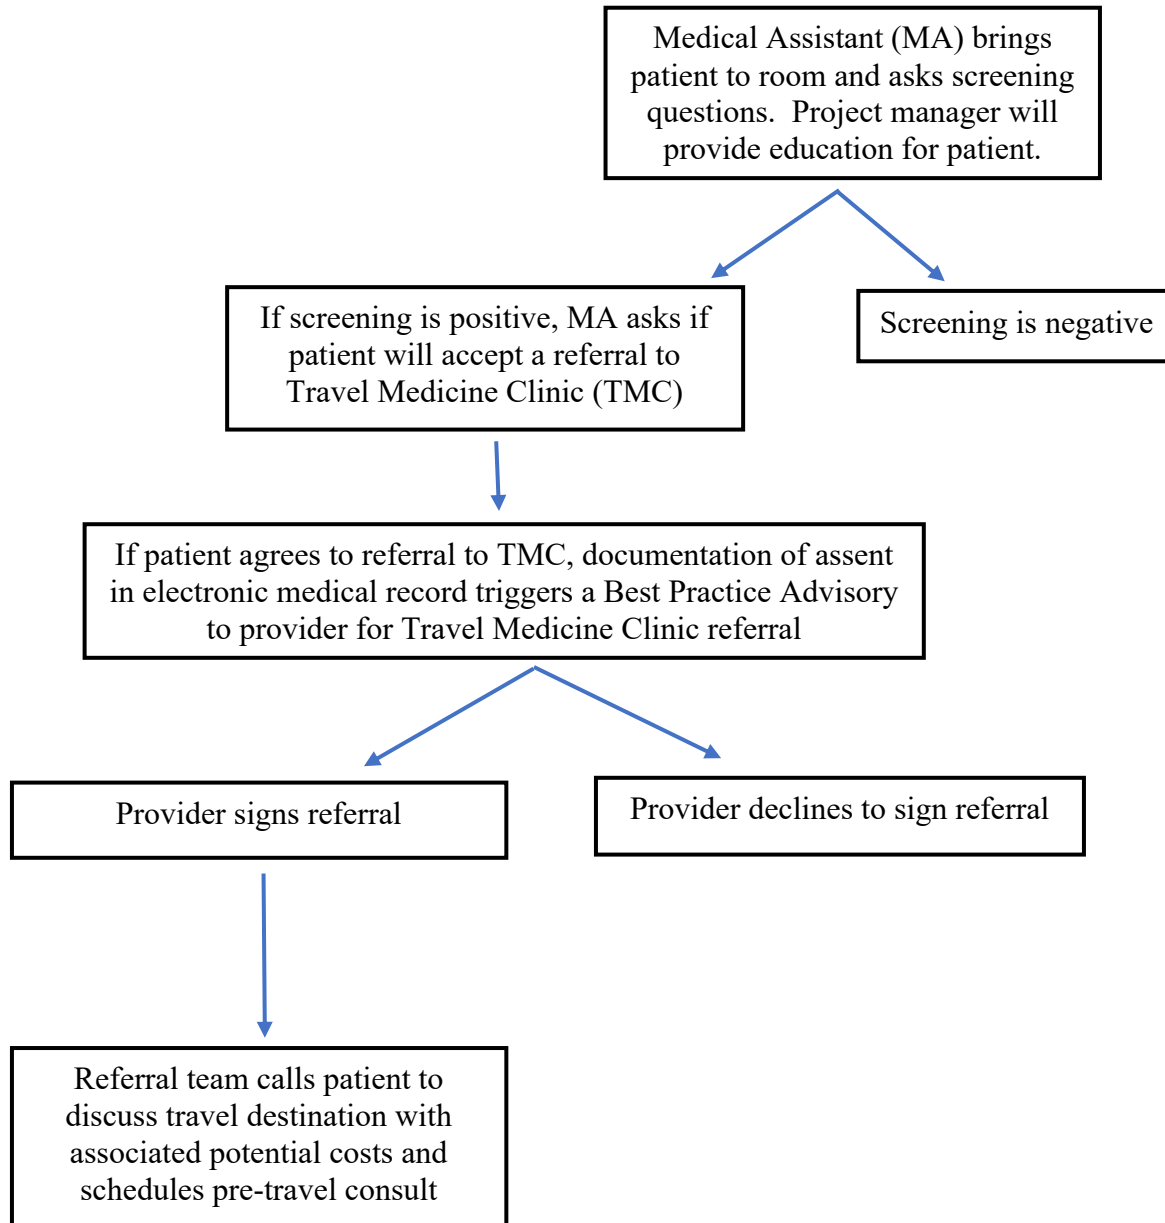 Medical Assistant (MA) brings
patient to room and asks screening
questions.  Project manager will
provide education for patient.
If screening is positive, MA asks if
patient will accept a referral to
Travel Medicine Clinic (TMC)
Screening is negative
If patient agrees to referral to TMC, documentation of assent
in electronic medical record triggers a Best Practice Advisory
to provider for Travel Medicine Clinic referral
Provider signs referral
Provider declines to sign referral
Referral team calls patient to
discuss travel destination with
associated potential costs and
schedules pre-travel consult